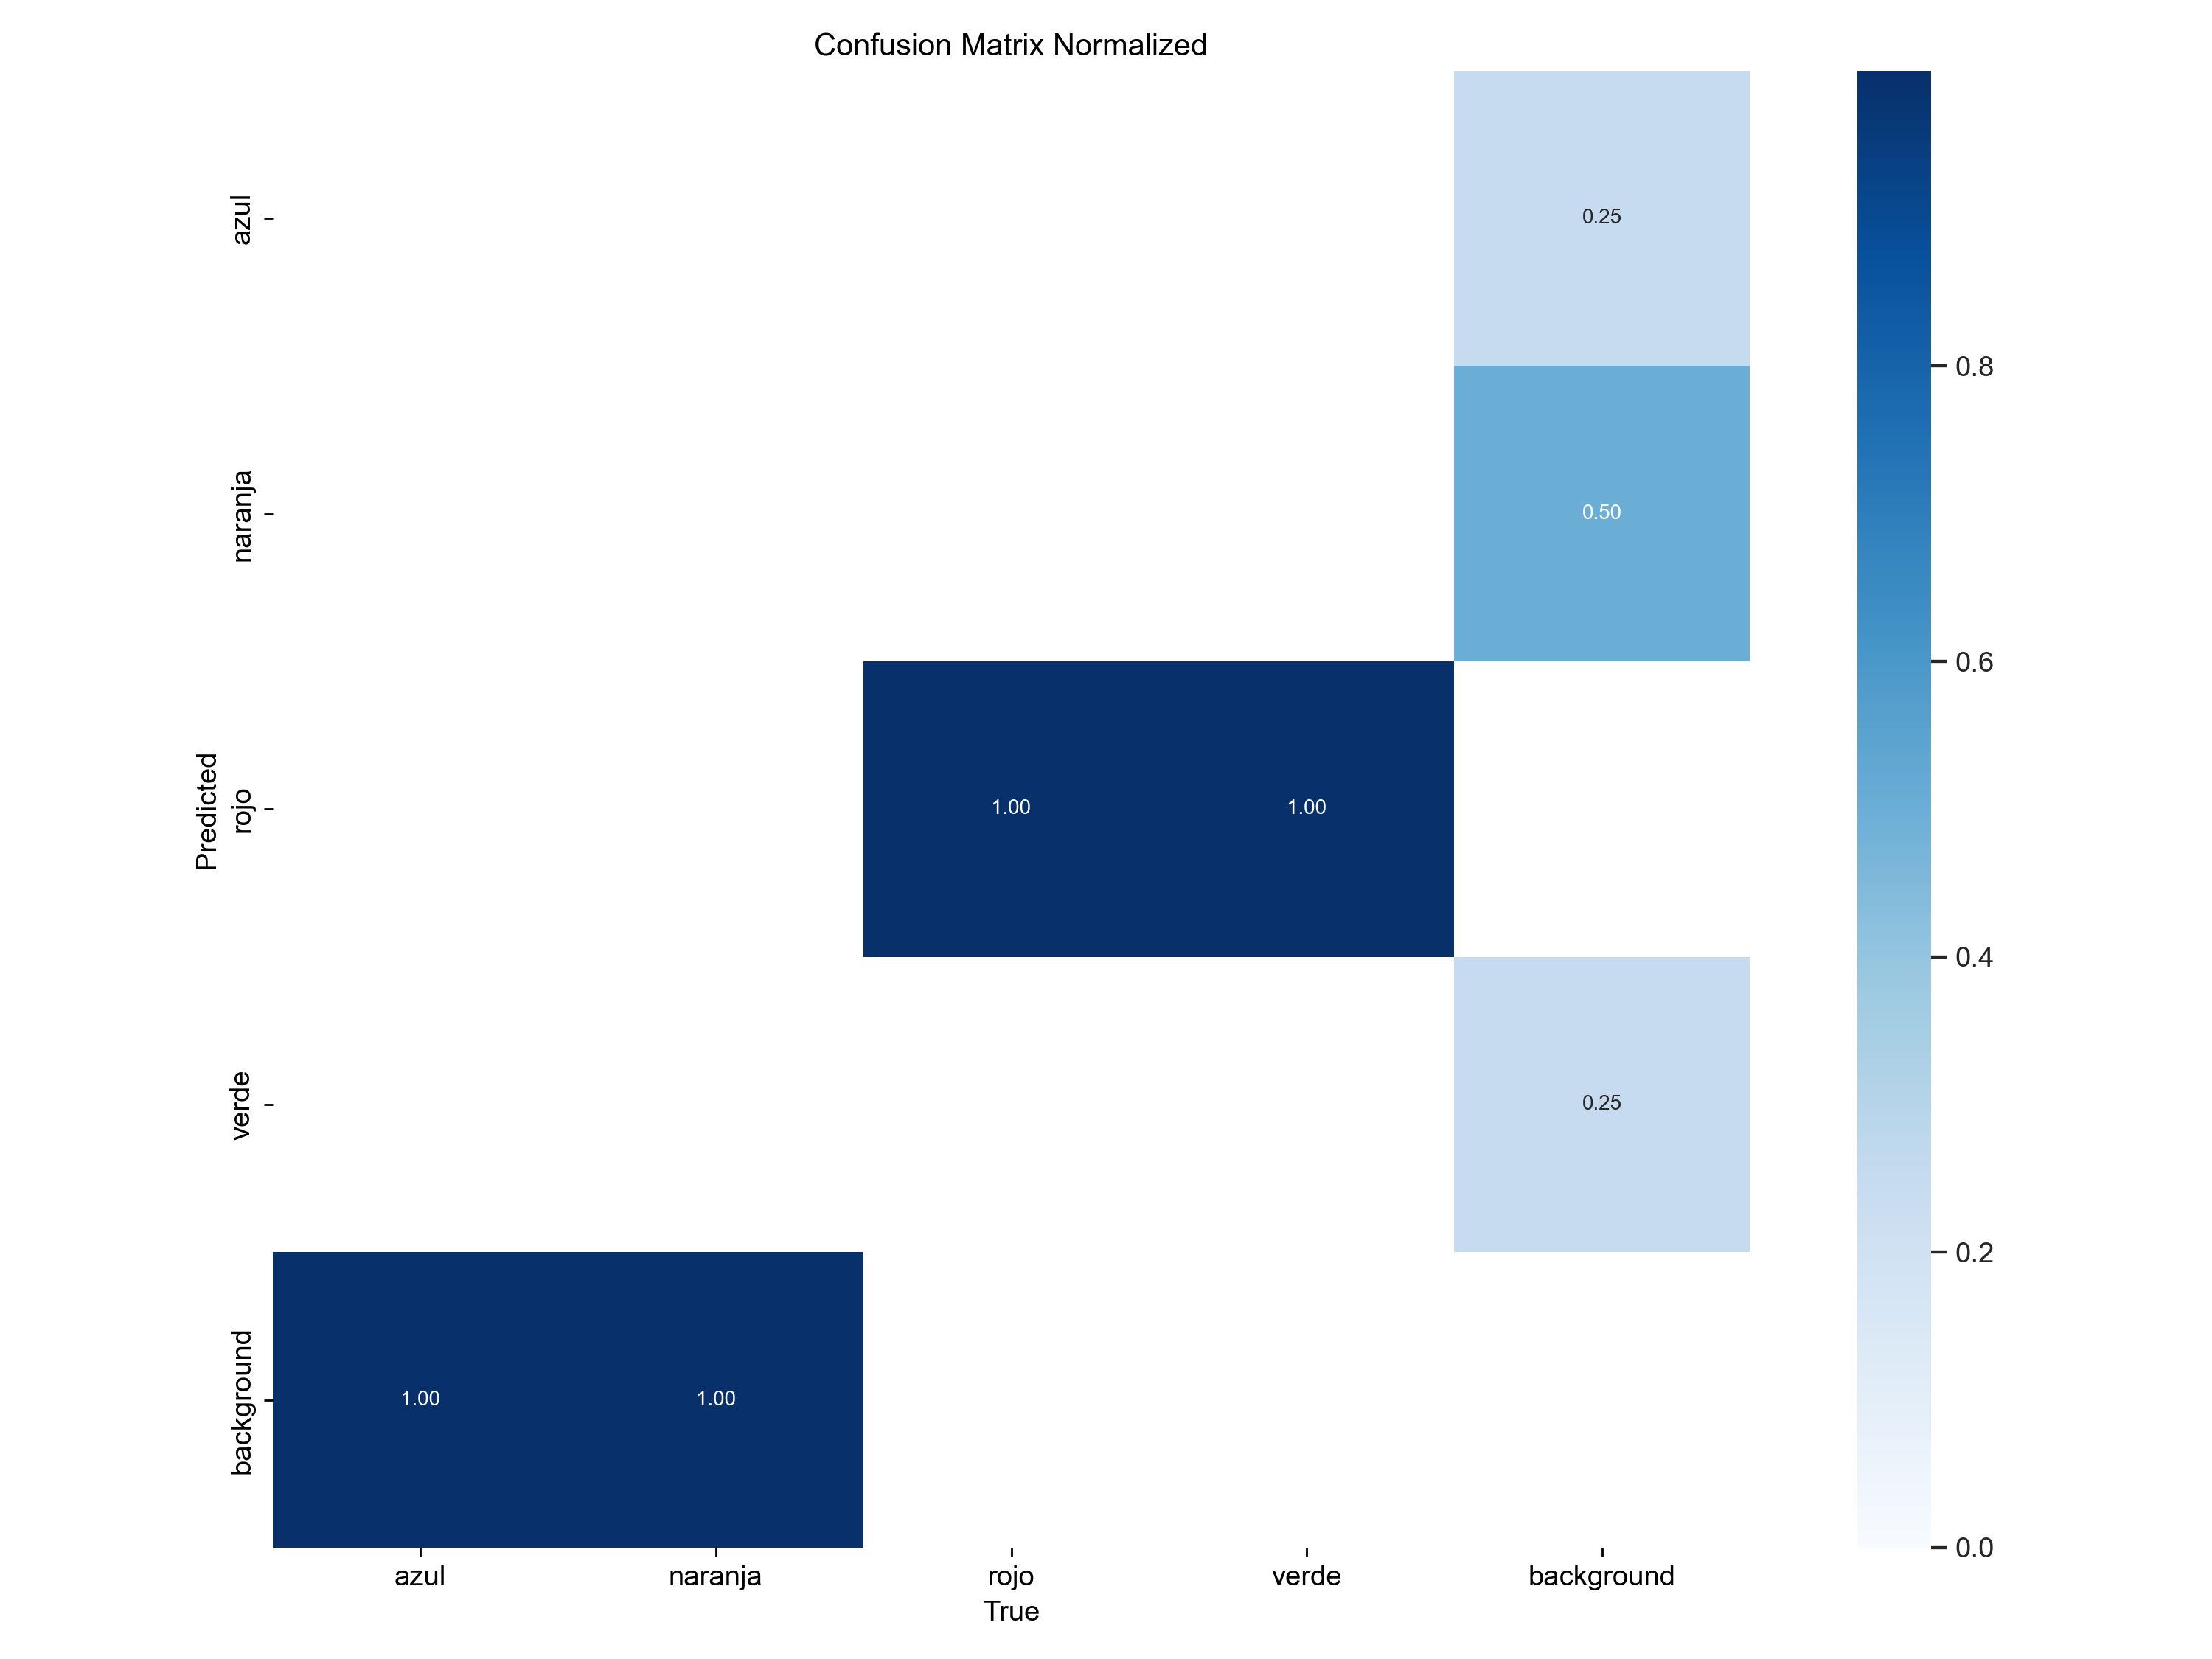 Confusion Matrix Normalized
azul
0.25
naranja
0.50
0.8
0.6
Predicted
rojo
1.00
1.00
0.4
verde
0.25
0.2
background
1.00
1.00
0.0
azul
naranja
rojo
verde
background
True